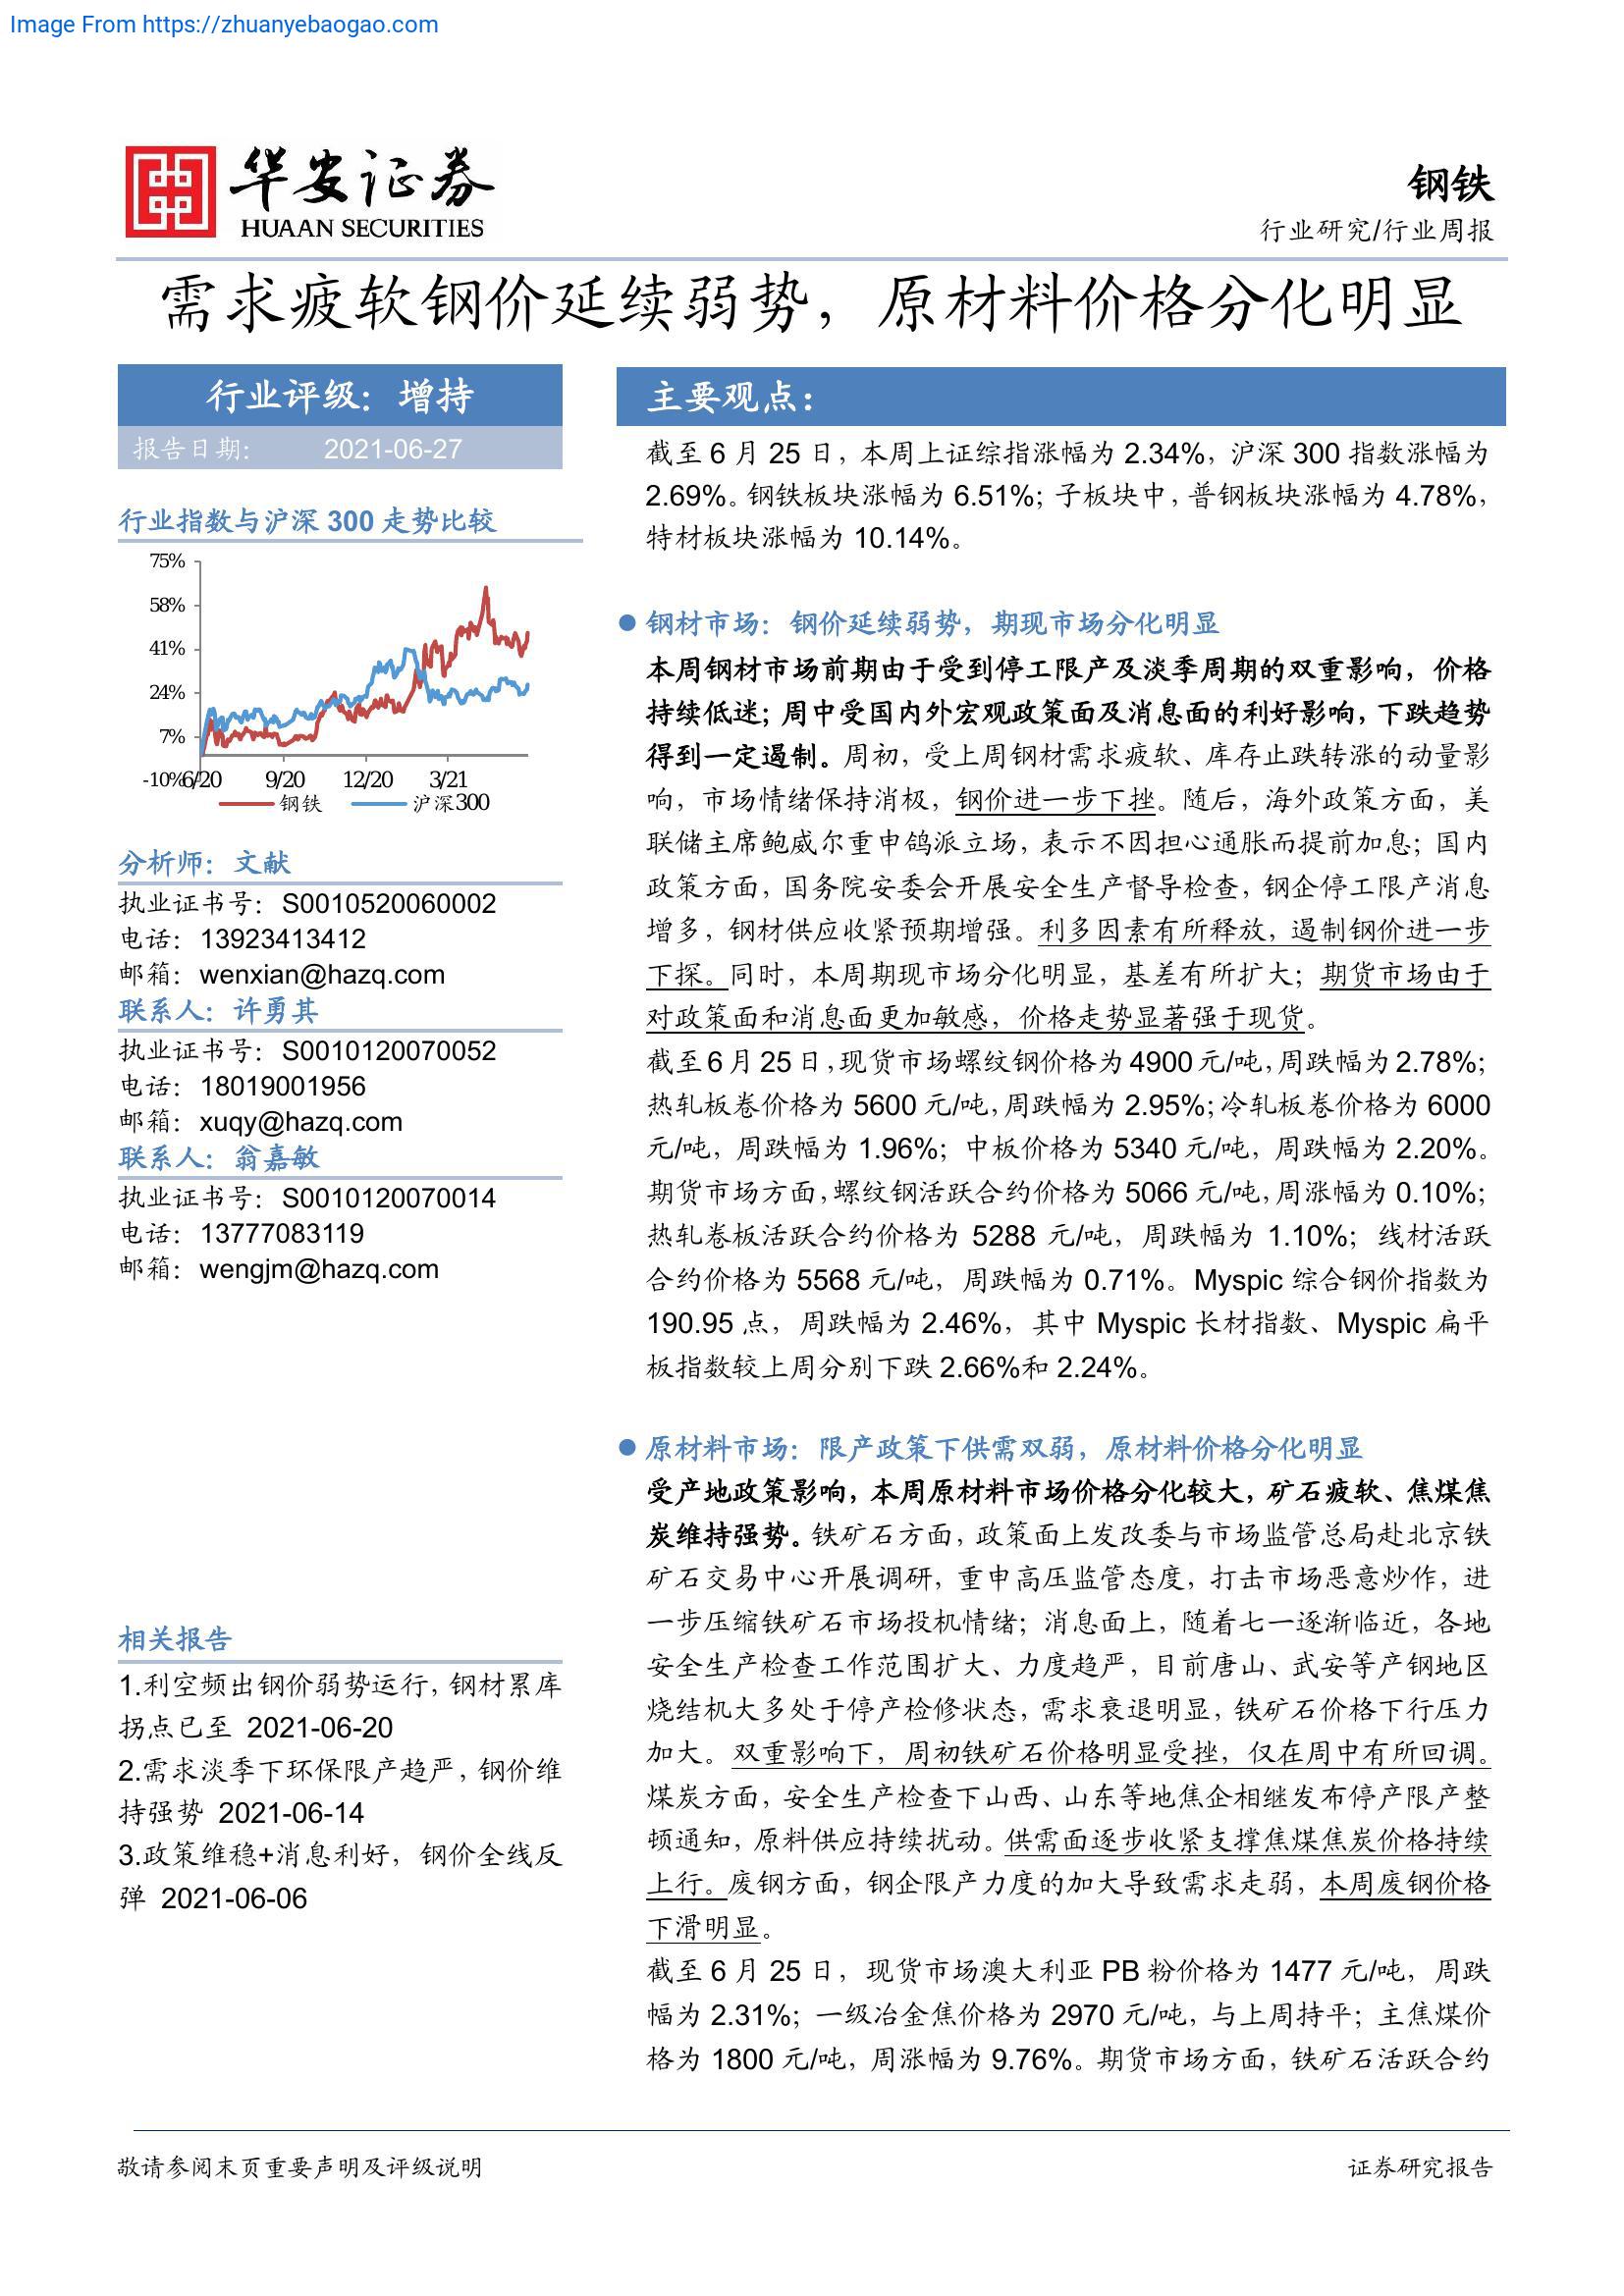 Image From https://zhuanyebaogao.com
华安证券
HUAAN SECURITIES
钢铁
行业研究/行业周报
需求疲软钢价延续弱势，原材料价格分化明显
行业评级：增持
报告日期： 2021-06-27
行业指数与沪深 300 走势比较
75%
58%
41%
24%
7%
-10%
6/20 9/20 12/20 3/21
钢铁 沪深300
分析师：文献
执业证书号：S0010520060002
电话：13923413412
邮箱：wenxian@hazq.com
联系人：许勇其
执业证书号：S0010120070052
电话：18019001956
邮箱：xuqy@hazq.com
联系人：翁嘉敏
执业证书号：S0010120070014
电话：13777083119
邮箱：wengjm@hazq.com
相关报告
1.利空频出钢价弱势运行，钢材累库
拐点已至 2021-06-20
2.需求淡季下环保限产趋严，钢价维
持强势 2021-06-14
3.政策维稳+消息利好，钢价全线反
弹 2021-06-06
主要观点：
截至 6 月 25 日，本周上证综指涨幅为 2.34%，沪深 300 指数涨幅为
2.69%。钢铁板块涨幅为 6.51%；子板块中，普钢板块涨幅为 4.78%，
特材板块涨幅为 10.14%。
● 钢材市场：钢价延续弱势，期现市场分化明显
本周钢材市场前期由于受到停工限产及淡季周期的双重影响，价格
持续低迷；周中受国内外宏观政策面及消息面的利好影响，下跌趋势
得到一定遏制。周初，受上周钢材需求疲软、库存止跌转涨的动量影
响，市场情绪保持消极，钢价进一步下挫。随后，海外政策方面，美
联储主席鲍威尔重申鸽派立场，表示不因担心通胀而提前加息；国内
政策方面，国务院安委会开展安全生产督导检查，钢企停工限产消息
增多，钢材供应收紧预期增强。利多因素有所释放，遏制钢价进一步
下探。同时，本周期现市场分化明显，基差有所扩大；期货市场由于
对政策面和消息面更加敏感，价格走势显著强于现货。
截至 6 月 25 日，现货市场螺纹钢价格为 4900 元/吨，周跌幅为 2.78%；
热轧板卷价格为 5600 元/吨，周跌幅为 2.95%；冷轧板卷价格为 6000
元/吨，周跌幅为 1.96%；中板价格为 5340 元/吨，周跌幅为 2.20%。
期货市场方面，螺纹钢活跃合约价格为 5066 元/吨，周涨幅为 0.10%；
热轧卷板活跃合约价格为 5288 元/吨，周跌幅为 1.10%；线材活跃
合约价格为 5568 元/吨，周跌幅为 0.71%。Myspic 综合钢价指数为
190.95 点，周跌幅为 2.46%，其中 Myspic 长材指数、Myspic 扁平
板指数较上周分别下跌 2.66%和 2.24%。
● 原材料市场：限产政策下供需双弱，原材料价格分化明显
受产地政策影响，本周原材料市场价格分化较大，矿石疲软、焦煤焦
炭维持强势。铁矿石方面，政策面上发改委与市场监管总局赴北京铁
矿石交易中心开展调研，重申高压监管态度，打击市场恶意炒作，进
一步压缩铁矿石市场投机情绪；消息面上，随着七一逐渐临近，各地
安全生产检查工作范围扩大、力度趋严，目前唐山、武安等产钢地区
烧结机大多处于停产检修状态，需求衰退明显，铁矿石价格下行压力
加大。双重影响下，周初铁矿石价格明显受挫，仅在周中有所回调。
煤炭方面，安全生产检查下山西、山东等地焦企相继发布停产限产整
顿通知，原料供应持续扰动。供需面逐步收紧支撑焦煤焦炭价格持续
上行。废钢方面，钢企限产力度的加大导致需求走弱，本周废钢价格
下滑明显。
截至 6 月 25 日，现货市场澳大利亚 PB 粉价格为 1477 元/吨，周跌
幅为 2.31%；一级冶金焦价格为 2970 元/吨，与上周持平；主焦煤价
格为 1800 元/吨，周涨幅为 9.76%。期货市场方面，铁矿石活跃合约
敬请参阅末页重要声明及评级说明
证券研究报告